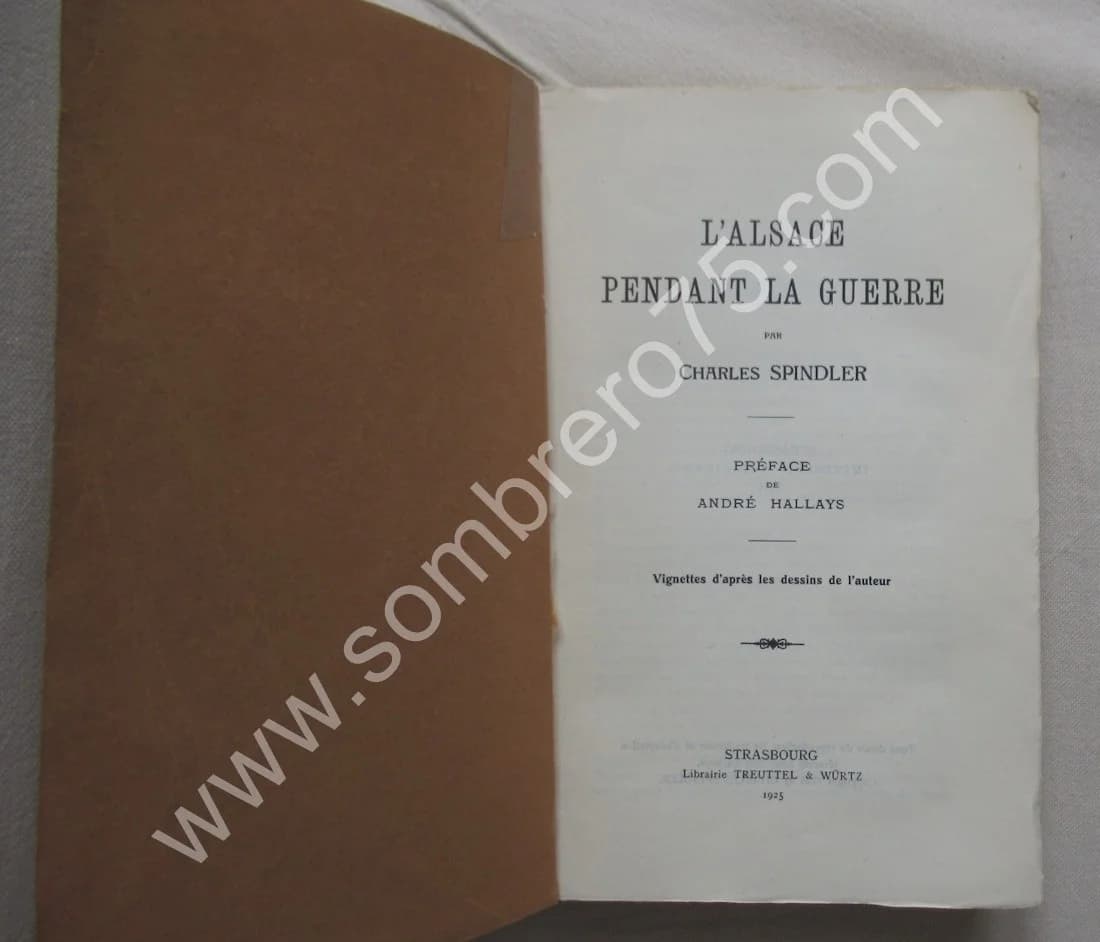 L'ALSACE
PENDANT LA GUERRE
PAR
CHARLES SPINDLER
PRÉFACE
DE
ANDRÉ HALLAYS
Vignettes d'après les dessins de l'auteur
STRASBOURG
Librairie TREUTTEL & WÜRTZ
1925
www.sombrero75.com